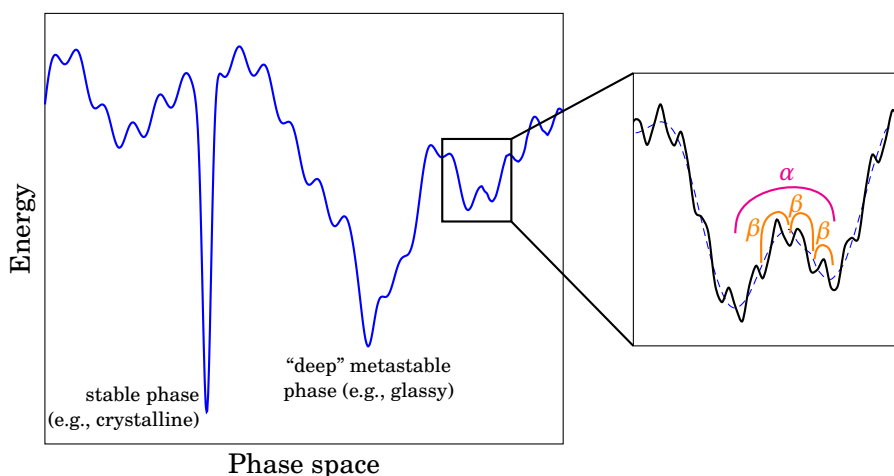 Energy
stable phase
(e.g., crystalline)
“deep” metastable
phase (e.g., glassy)
Phase space
α
β
β
β